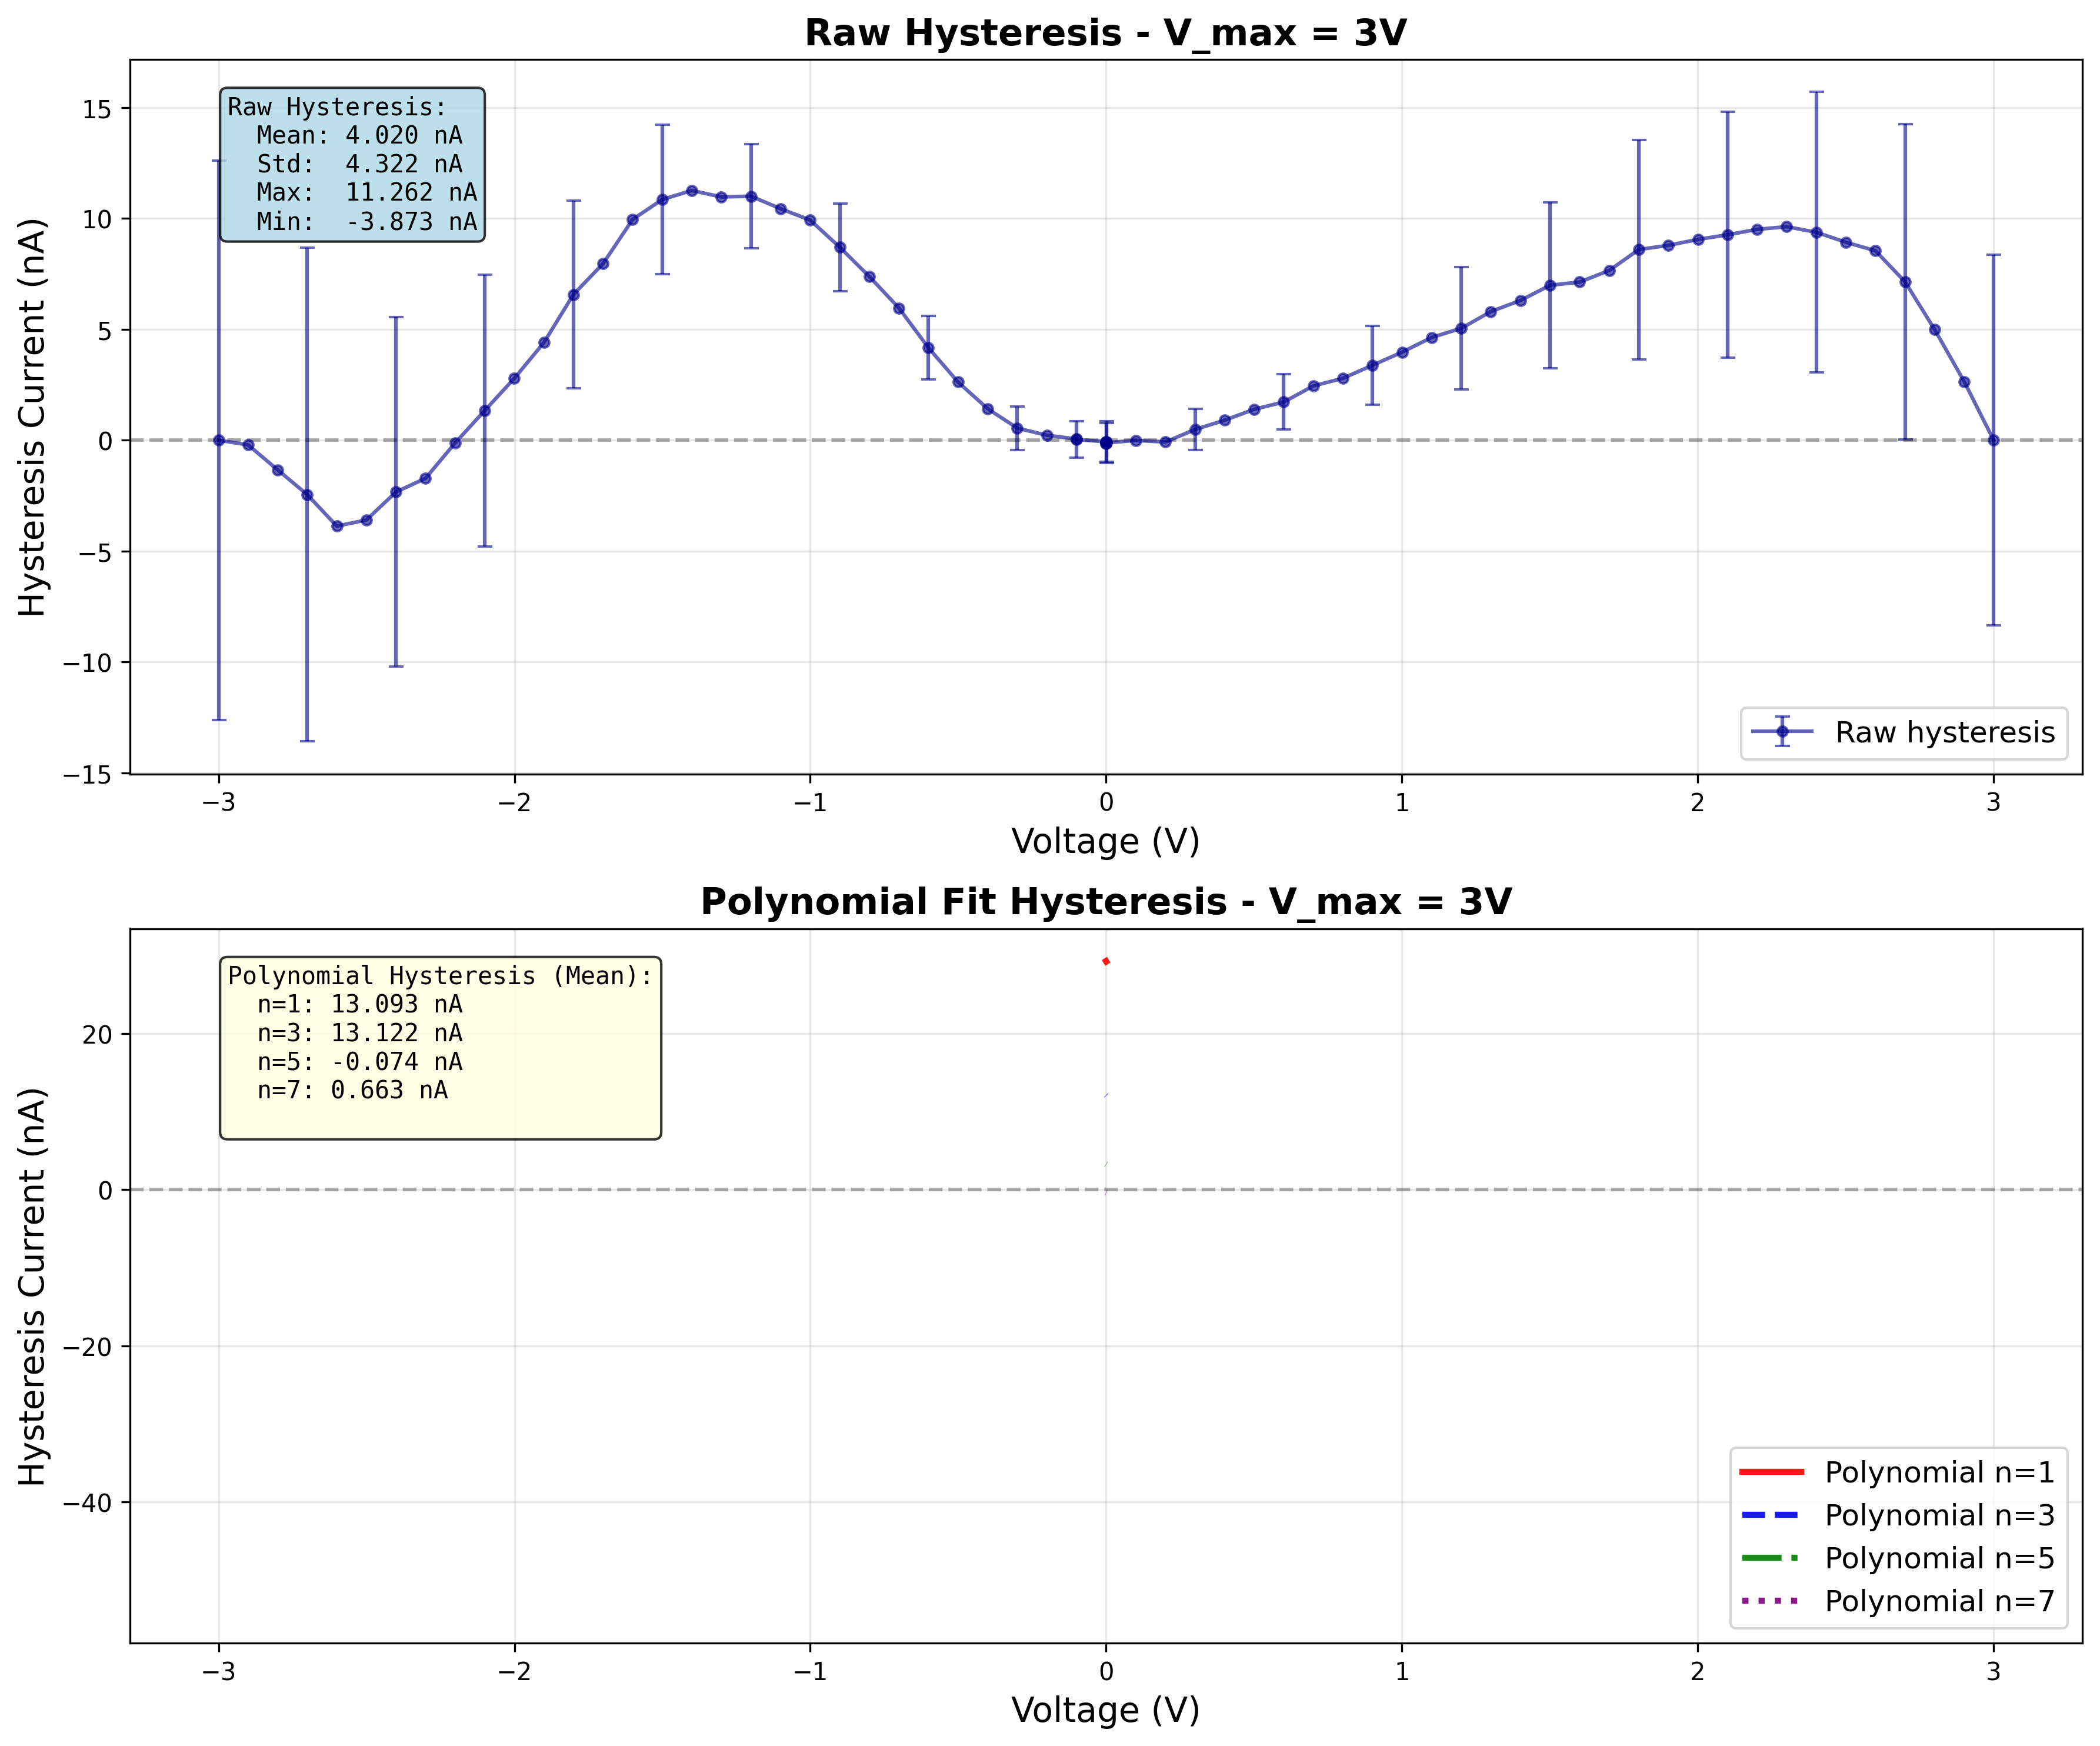 Raw Hysteresis - V_max = 3V
Raw Hysteresis:
Mean: 4.020 nA
Std: 4.322 nA
Max: 11.262 nA
Min: -3.873 nA
Hysteresis Current (nA)
15
10
5
0
−5
−10
−15
Raw hysteresis
−3 −2 −1 0 1 2 3
Voltage (V)
Polynomial Fit Hysteresis - V_max = 3V
Polynomial Hysteresis (Mean):
n=1: 13.093 nA
n=3: 13.122 nA
n=5: -0.074 nA
n=7: 0.663 nA
Hysteresis Current (nA)
20
0
−20
−40
Polynomial n=1
Polynomial n=3
Polynomial n=5
Polynomial n=7
−3 −2 −1 0 1 2 3
Voltage (V)